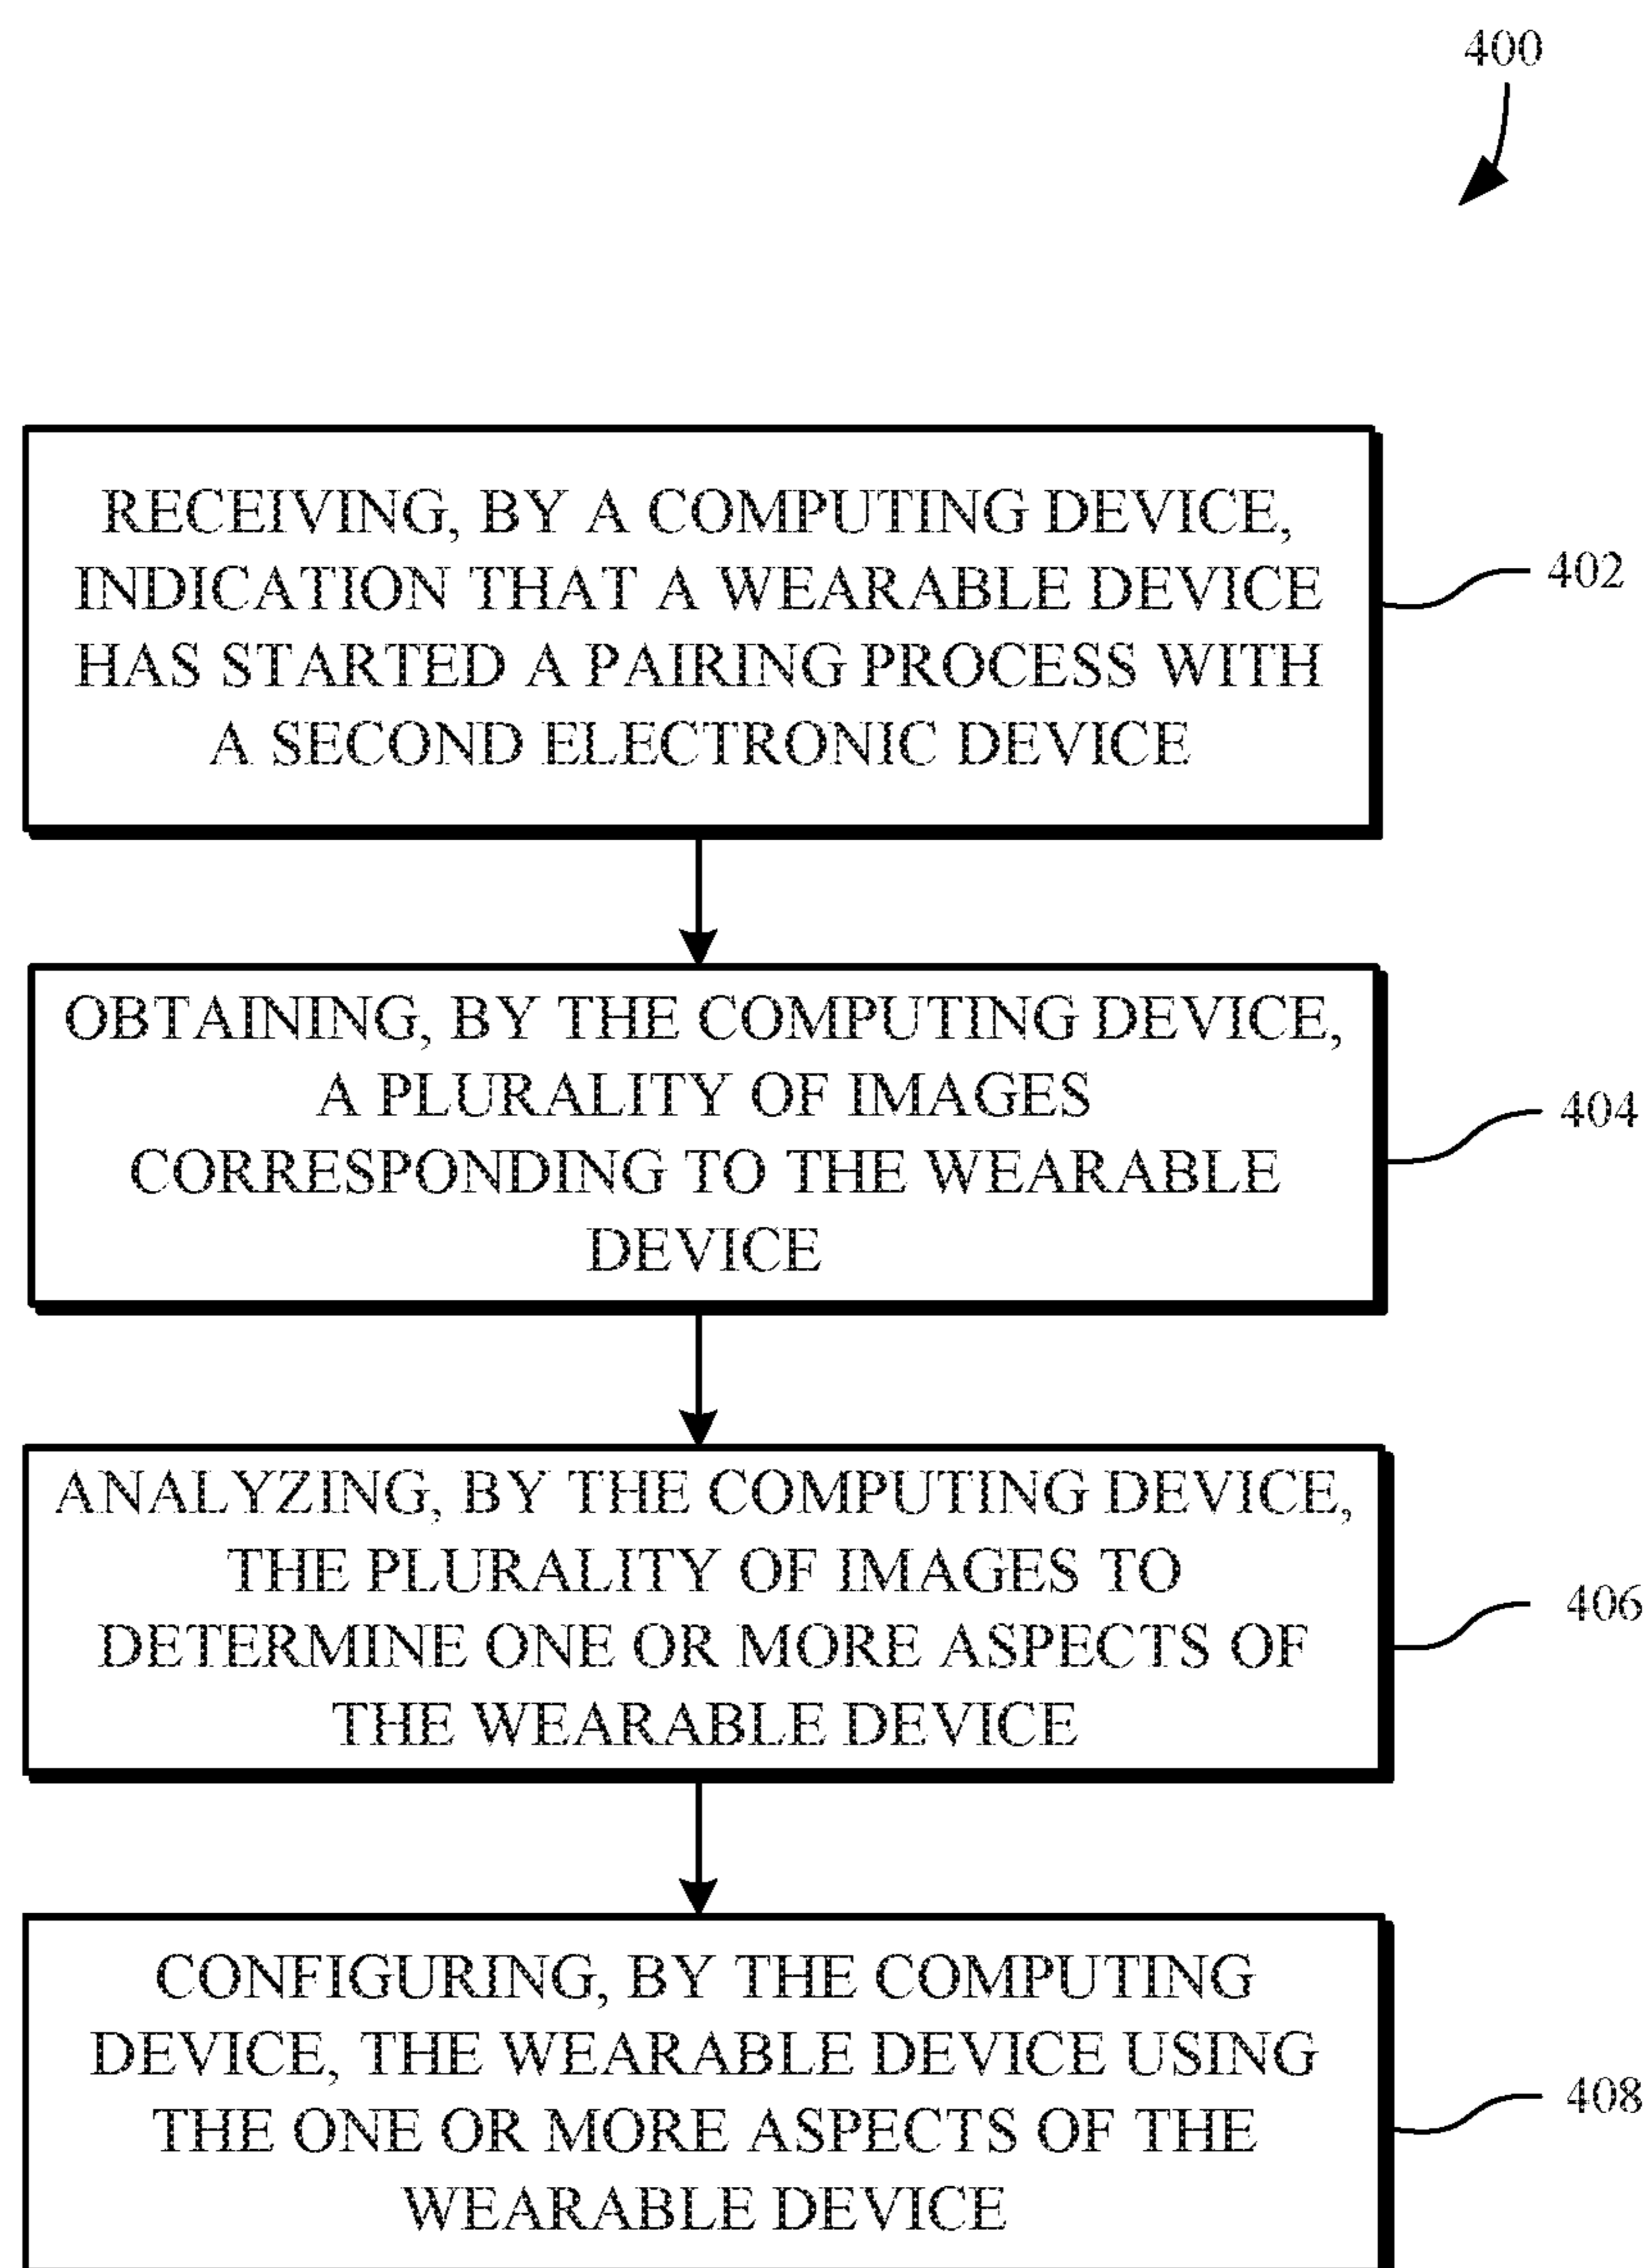 400
RECEIVING, BY A COMPUTING DEVICE,
INDICATION THAT A WEARABLE DEVICE
HAS STARTED A PAIRING PROCESS WITH
A SECOND ELECTRONIC DEVICE
402
OBTAINING, BY THE COMPUTING DEVICE,
A PLURALITY OF IMAGES
CORRESPONDING TO THE WEARABLE
DEVICE
404
ANALYZING, BY THE COMPUTING DEVICE,
THE PLURALITY OF IMAGES TO
DETERMINE ONE OR MORE ASPECTS OF
THE WEARABLE DEVICE
406
CONFIGURING, BY THE COMPUTING
DEVICE, THE WEARABLE DEVICE USING
THE ONE OR MORE ASPECTS OF THE
WEARABLE DEVICE
408